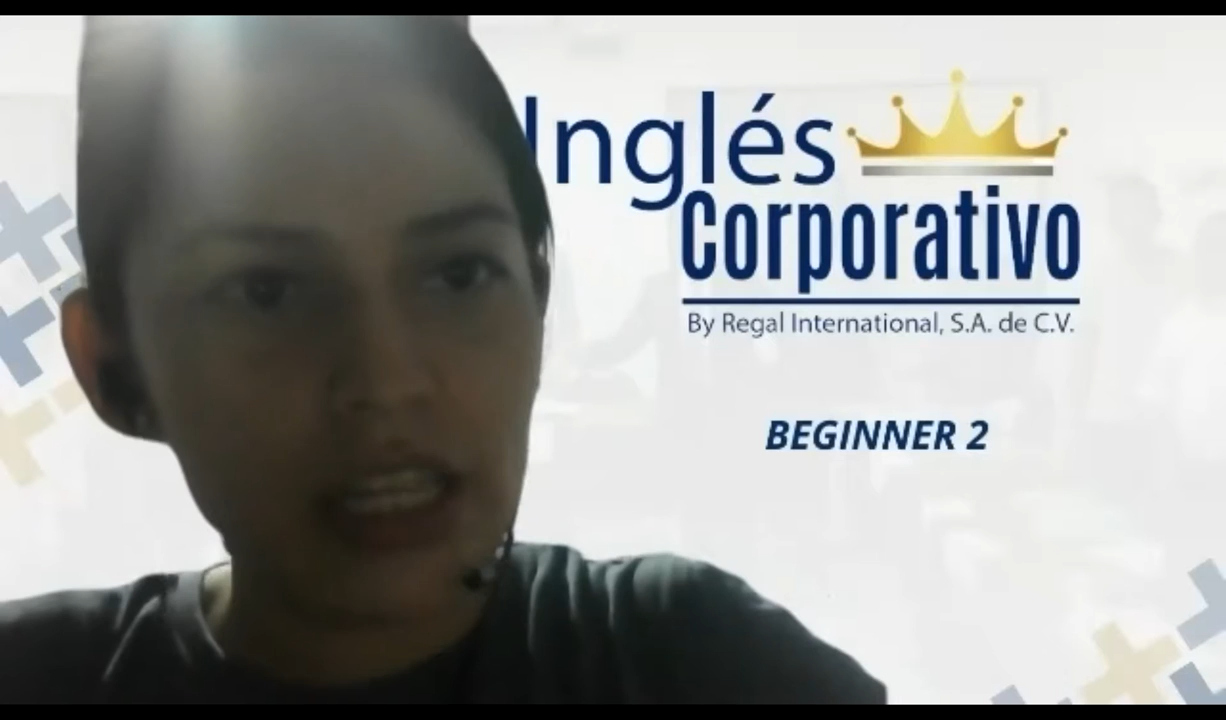 Inglés
Corporativo
By Regal International, S.A. de C.V.
BEGINNER 2